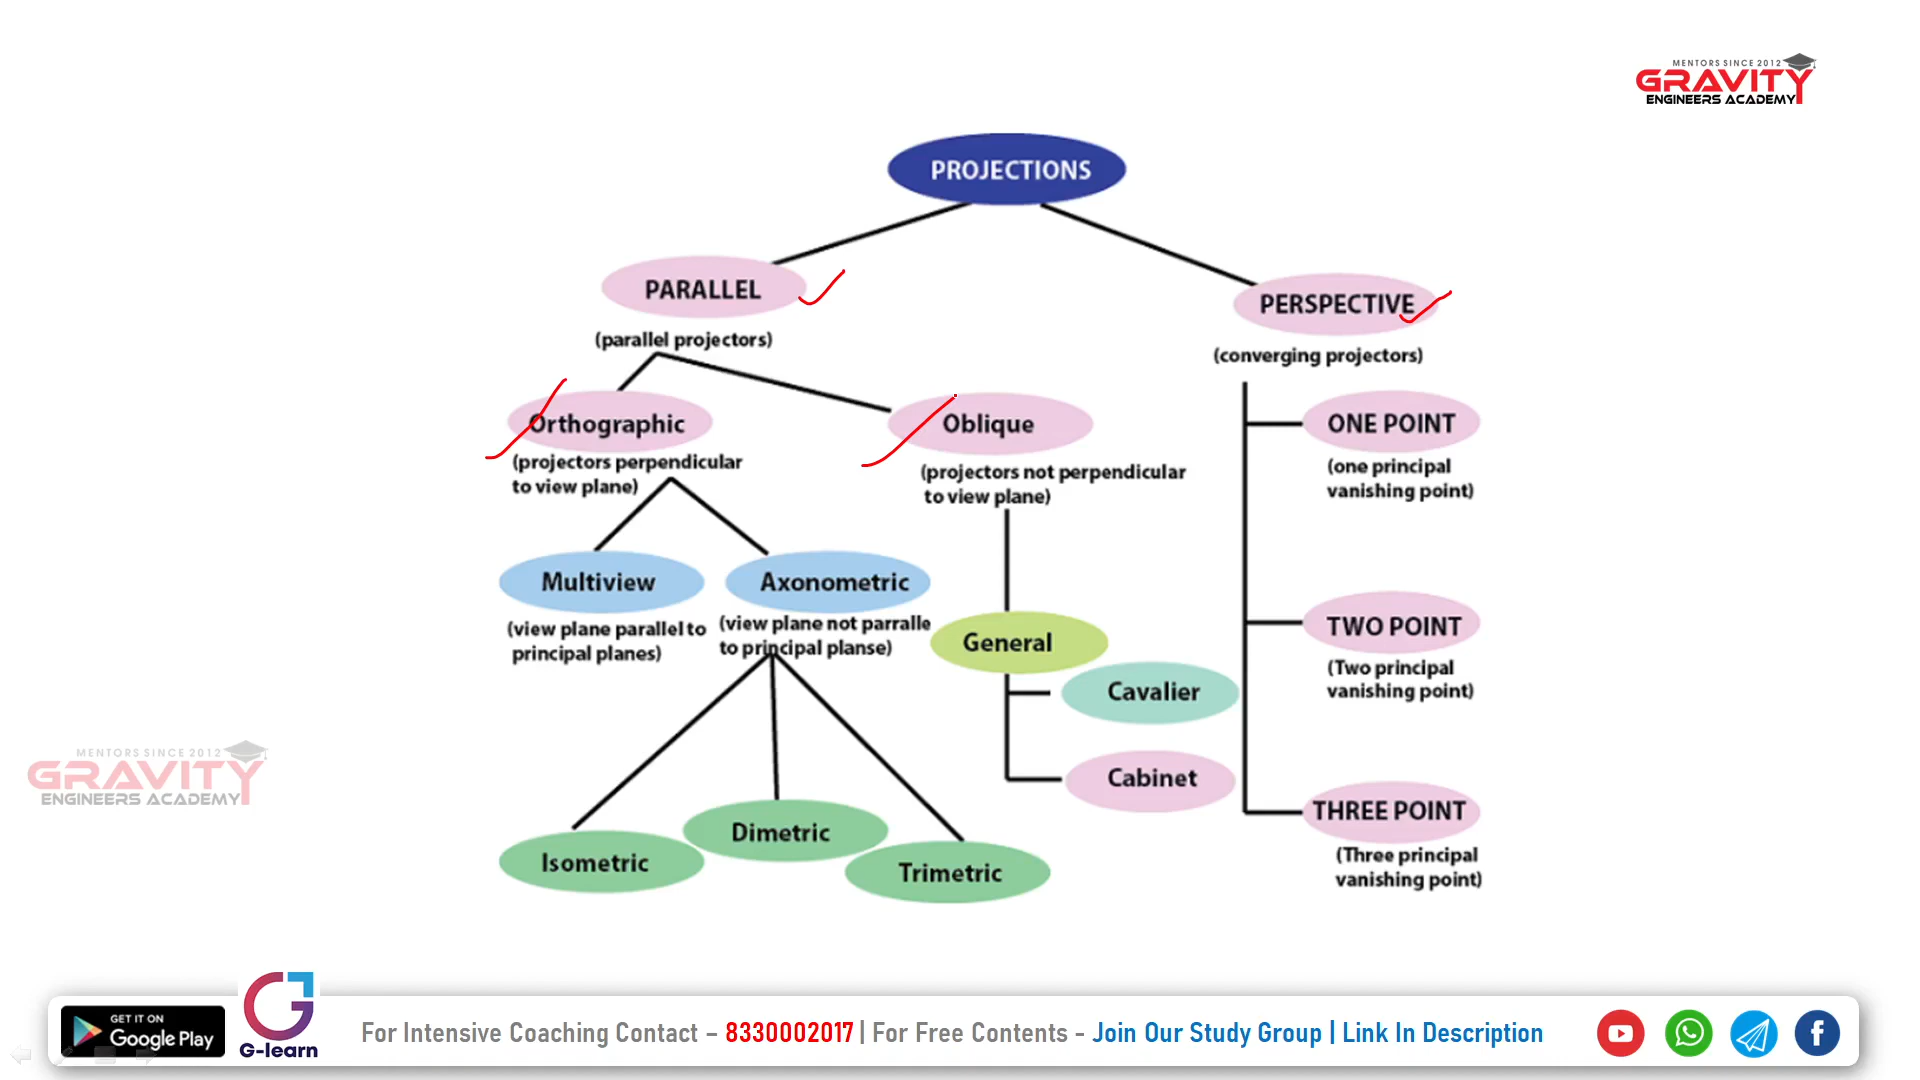 MENTORS SINCE 2012
GRAVITY
ENGINEERS ACADEMY
PROJECTIONS
PARALLEL
(parallel projectors)
PERSPECTIVE
(converging projectors)
Orthographic
(projectors perpendicular
to view plane)
Oblique
(projectors not perpendicular
to view plane)
ONE POINT
(one principal
vanishing point)
Multiview
(view plane parallel to
principal planes)
Axonometric
(view plane not parralle
to principal planse)
General
Cavalier
Cabinet
TWO POINT
(Two principal
vanishing point)
Isometric
Dimetric
Trimetric
THREE POINT
(Three principal
vanishing point)
MENTORS SINCE 2012
GRAVITY
ENGINEERS ACADEMY
GET IT ON
Google Play
G-learn
For Intensive Coaching Contact – 8330002017 | For Free Contents - Join Our Study Group | Link In Description